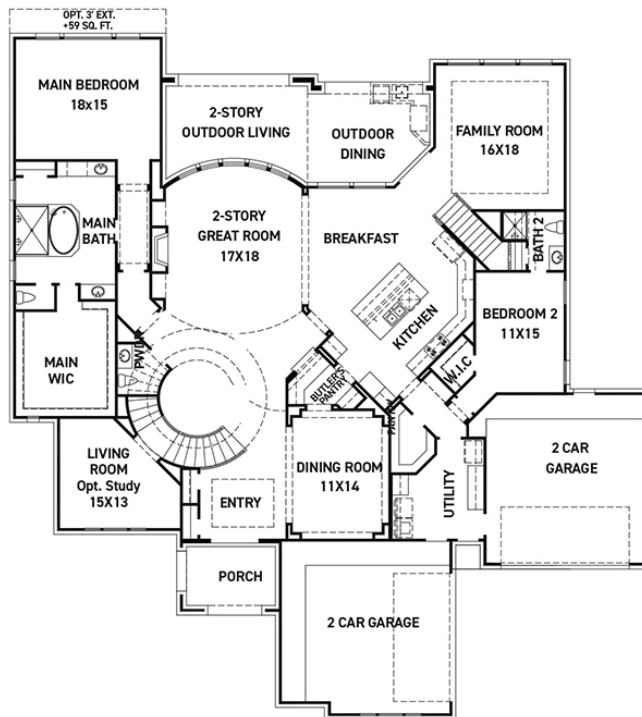 OPT. 3' EXT.
+59 SQ. FT.
MAIN BEDROOM
18x15
2-STORY
OUTDOOR LIVING
OUTDOOR
DINING
FAMILY ROOM
16X18
MAIN
BATH
2-STORY
GREAT ROOM
17X18
BREAKFAST
BATH 2
KITCHEN
BEDROOM 2
11X15
MAIN
WIC
PWDR
W.I.C
BUTLER'S
PANTRY
LIVING
ROOM
Opt. Study
15X13
DINING ROOM
11X14
2 CAR
GARAGE
ENTRY
UTILITY
PORCH
2 CAR GARAGE